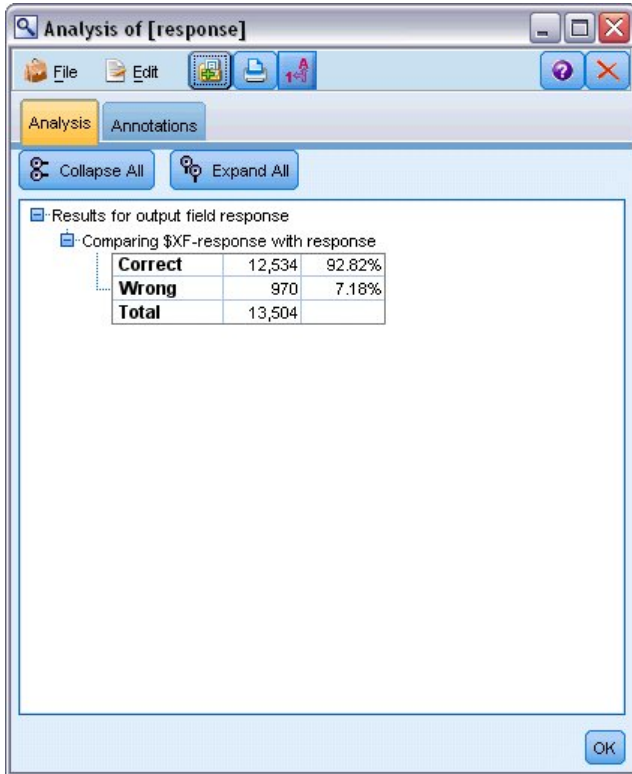 Analysis of [response]
File Edit
Analysis Annotations
Collapse All Expand All
Results for output field response
Comparing $XF-response with response
Correct 12,534 92.82%
Wrong 970 7.18%
Total 13,504
OK